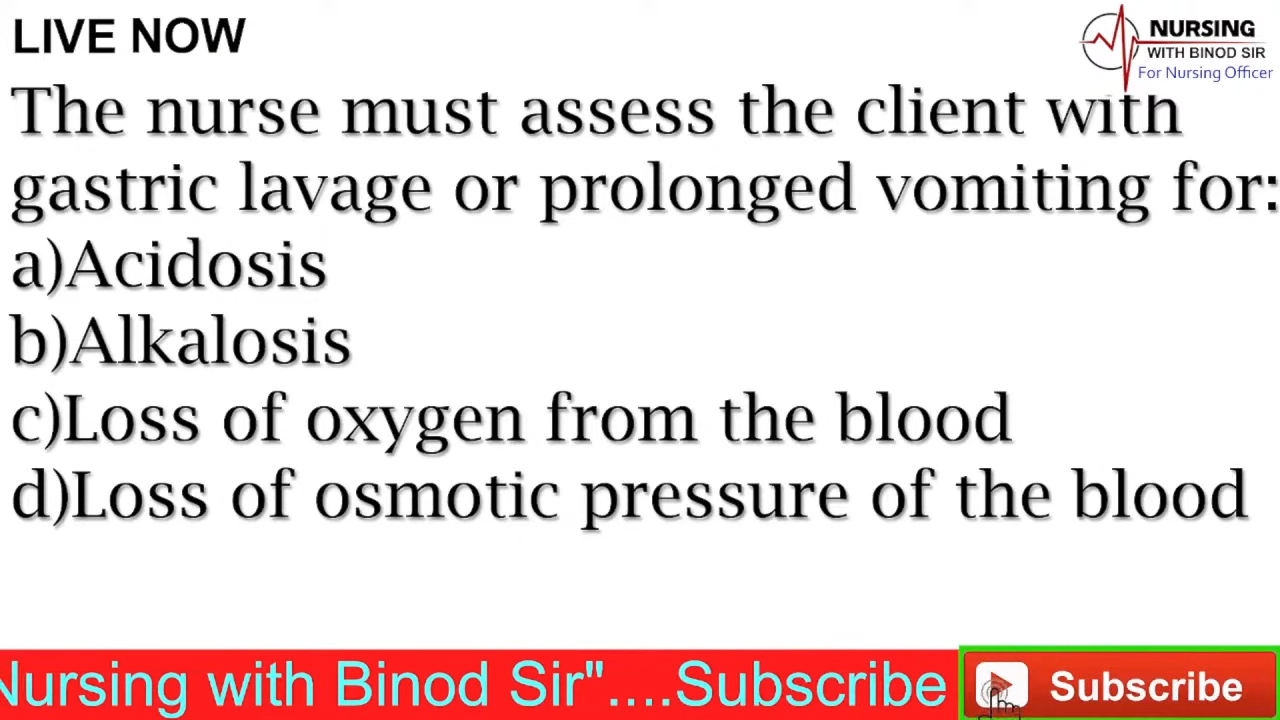 LIVE NOW
NURSING
WITH BINOD SIR
For Nursing Officer
The nurse must assess the client with
gastric lavage or prolonged vomiting for:
a)Acidosis
b)Alkalosis
c)Loss of oxygen from the blood
d)Loss of osmotic pressure of the blood
Nursing with Binod Sir"....Subscribe
Subscribe